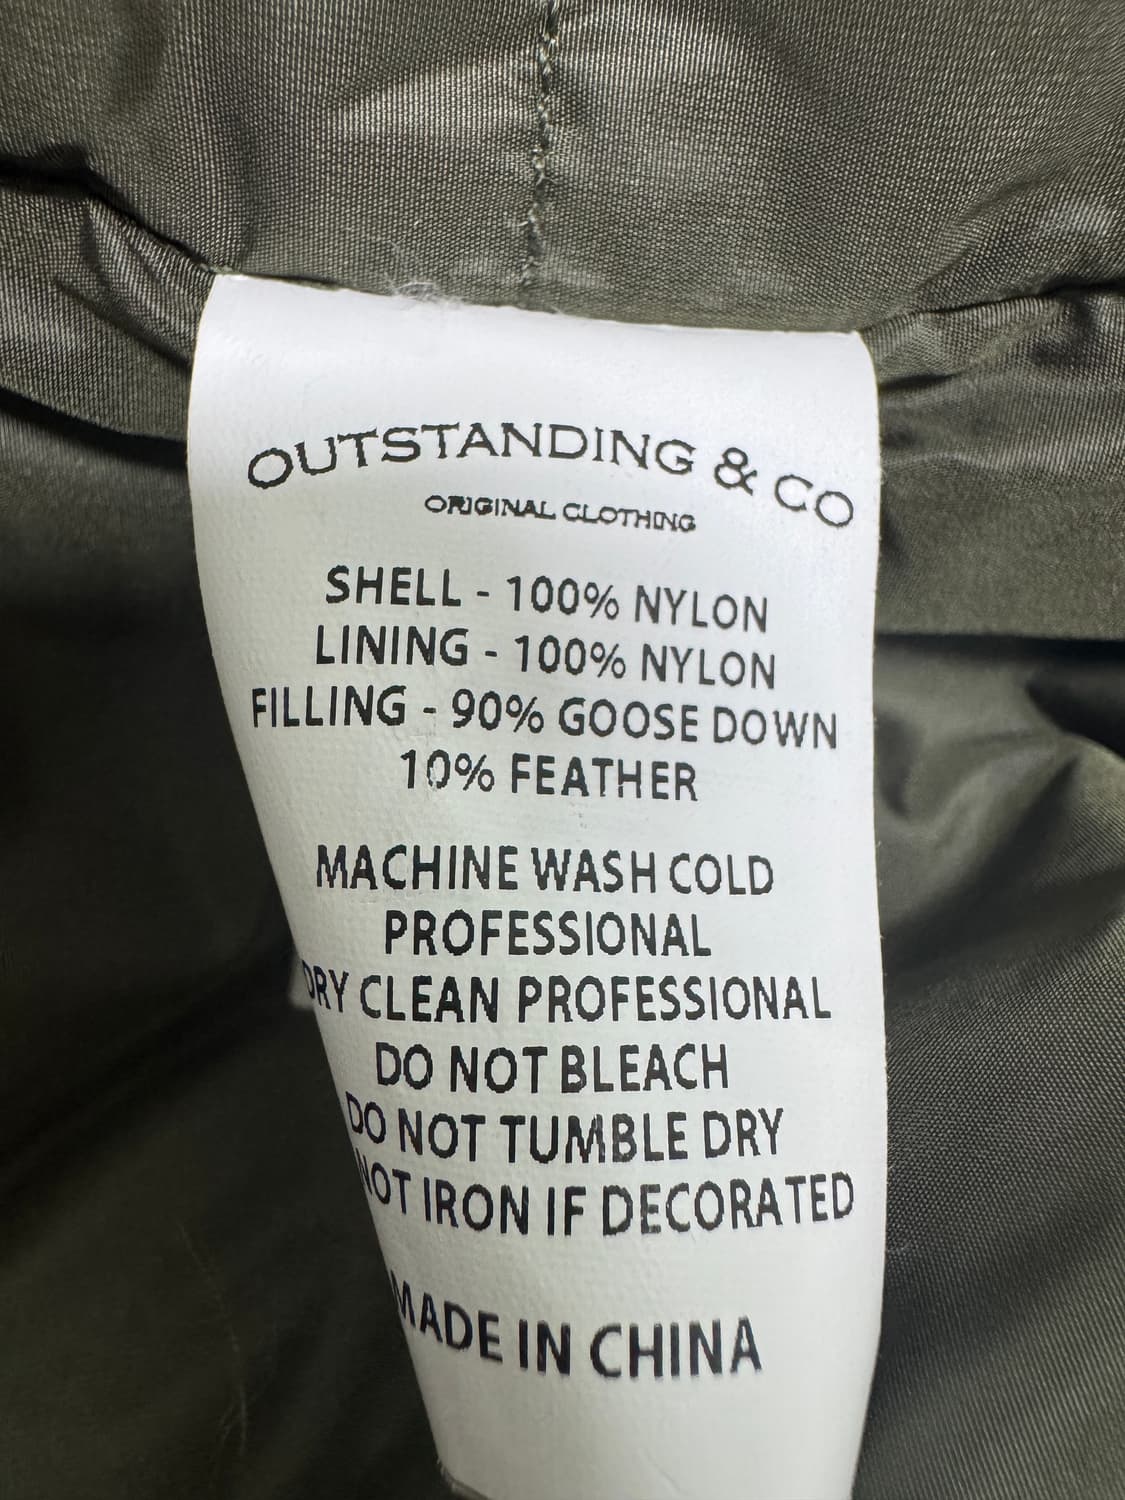 OUTSTANDING & CO
ORIGINAL CLOTHING
SHELL - 100% NYLON
LINING - 100% NYLON
FILLING - 90% GOOSE DOWN
10% FEATHER
MACHINE WASH COLD
PROFESSIONAL
DRY CLEAN PROFESSIONAL
DO NOT BLEACH
DO NOT TUMBLE DRY
NOT IRON IF DECORATED
MADE IN CHINA